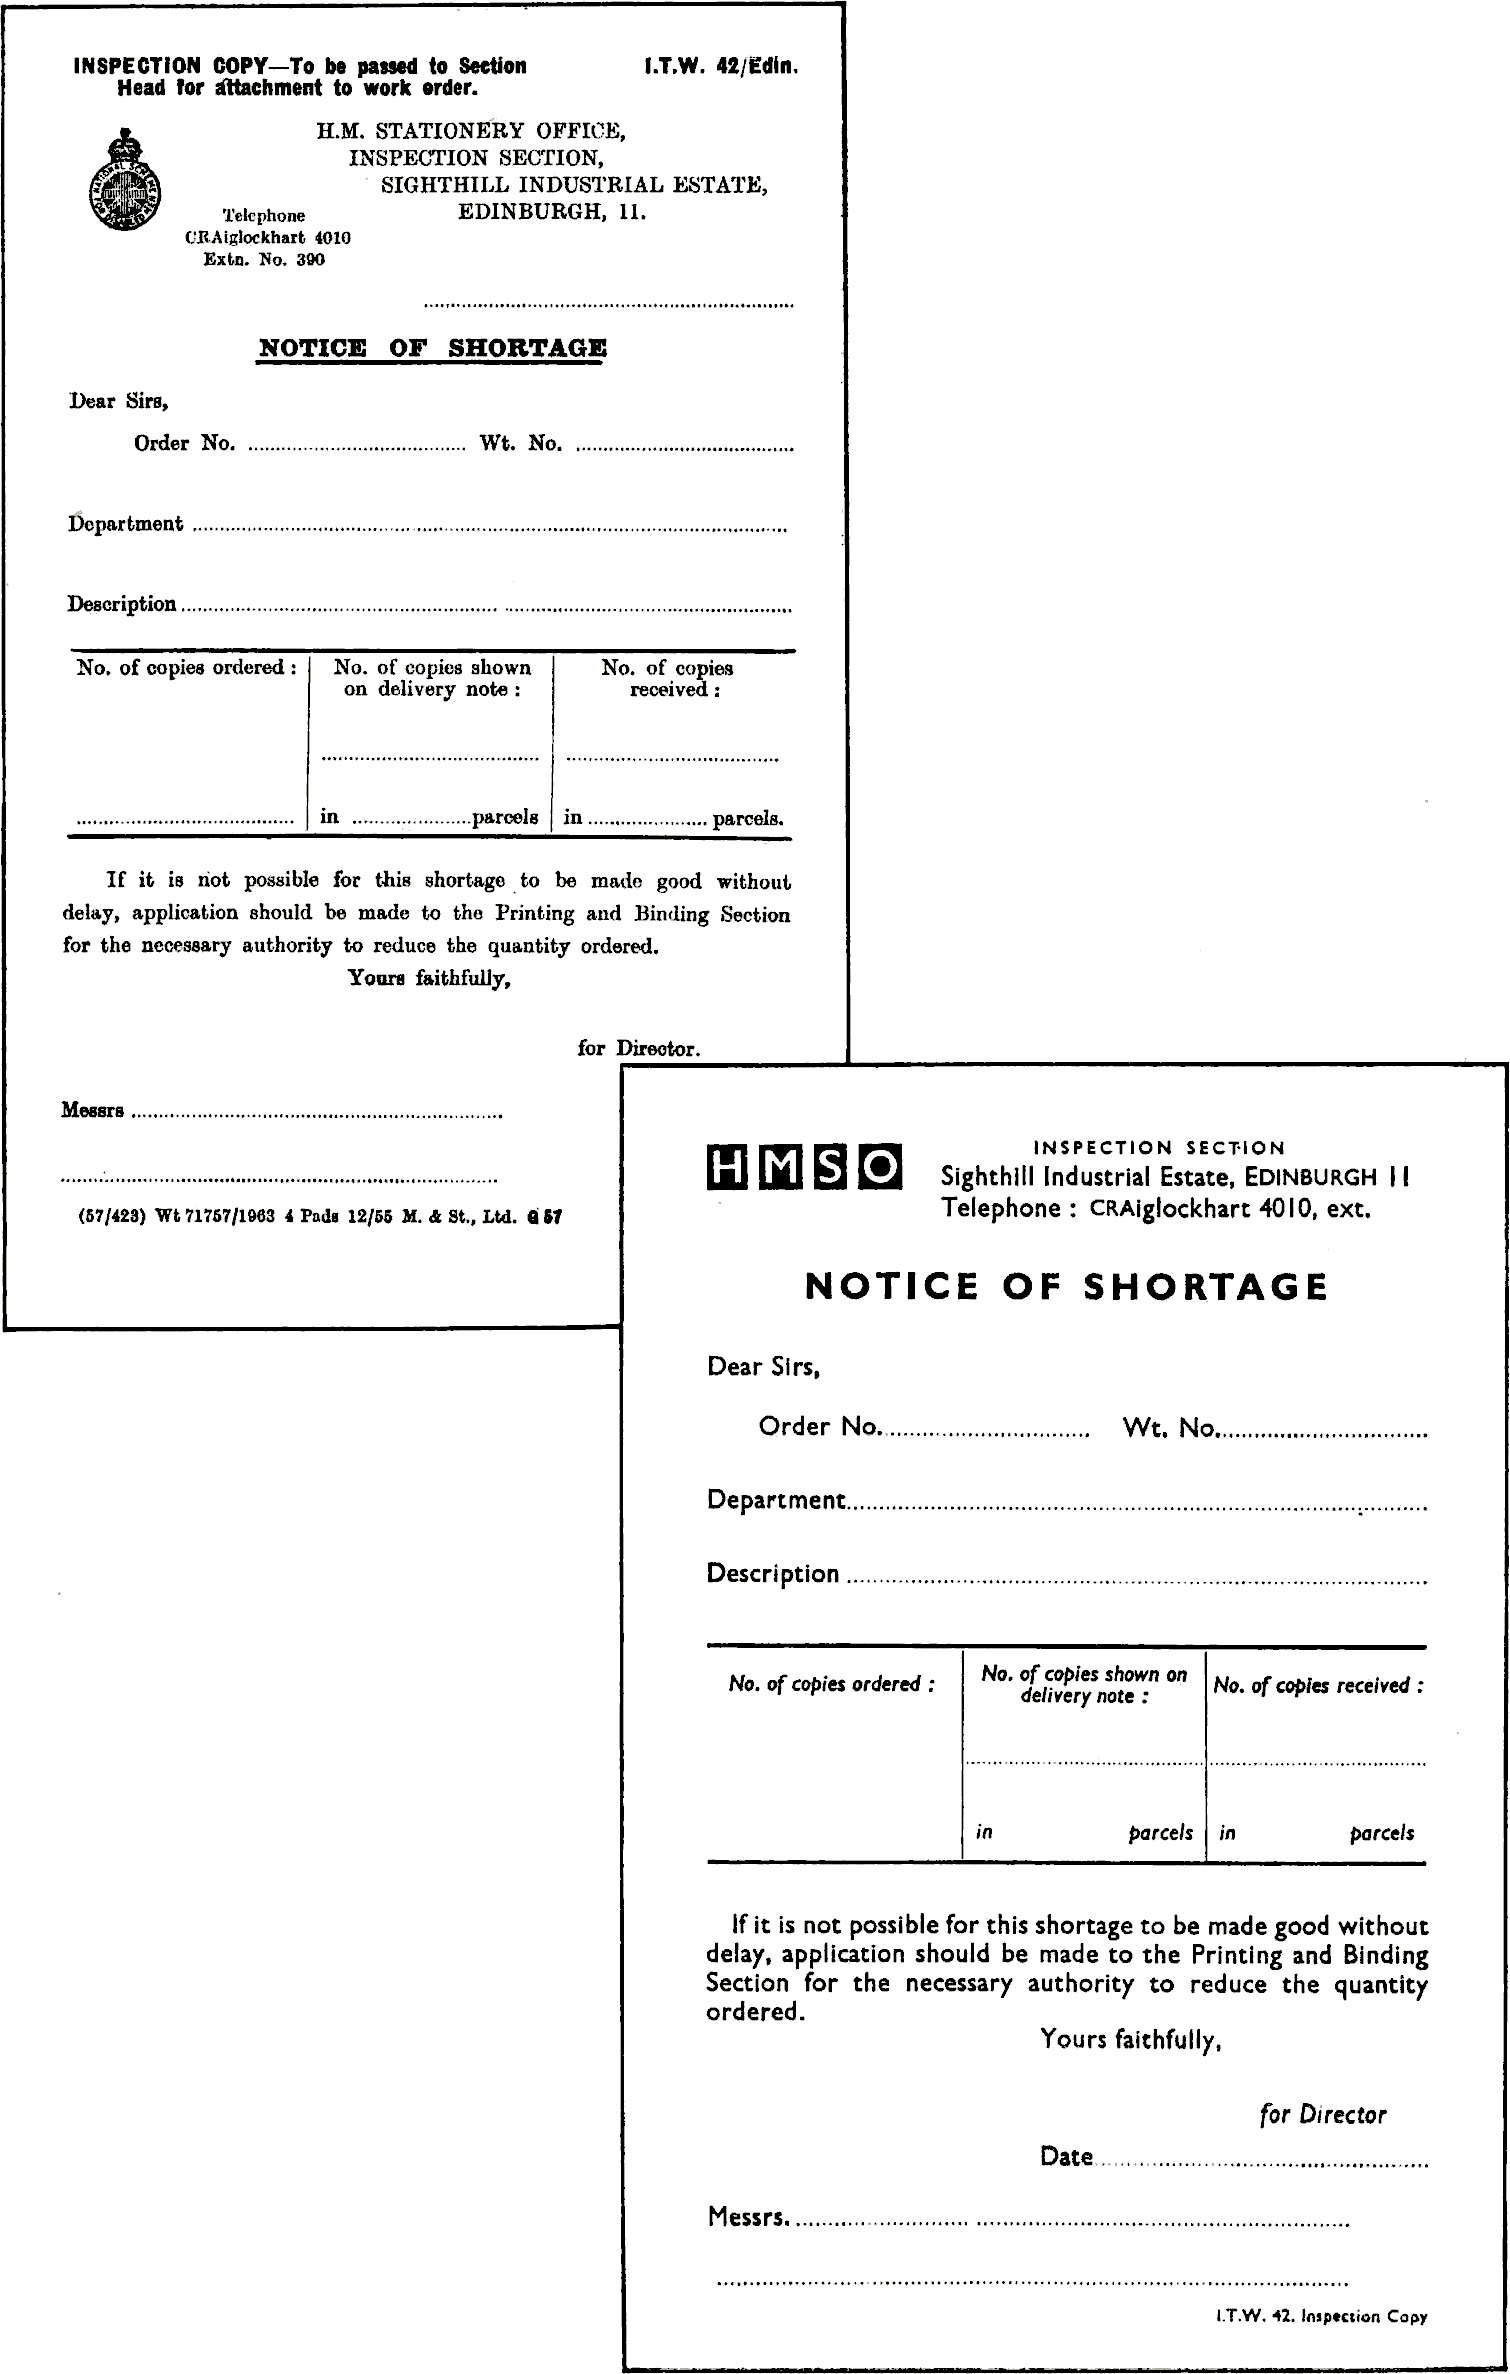 INSPECTION COPY—To be passed to Section
Head for attachment to work order.
I.T.W. 42/Edin.
NATIONAL SCHEME FOR DISABLED MEN
H.M. STATIONERY OFFICE,
INSPECTION SECTION,
SIGHTHILL INDUSTRIAL ESTATE,
EDINBURGH, 11.
Telephone
CRAiglockhart 4010
Extn. No. 390
NOTICE OF SHORTAGE
Dear Sirs,
Order No. ........ Wt. No. ........
Department ........
Description ........
No. of copies ordered :
No. of copies shown
on delivery note :
No. of copies
received :
in ........ parcels
in ........ parcels.
If it is not possible for this shortage to be made good without
delay, application should be made to the Printing and Binding Section
for the necessary authority to reduce the quantity ordered.
Yours faithfully,
for Director.
Messrs ........
(57/423) Wt 71757/1963 4 Pads 12/55 M. & St., Ltd. G 57
HMSO
INSPECTION SECTION
Sighthill Industrial Estate, EDINBURGH 11
Telephone : CRAiglockhart 4010, ext.
NOTICE OF SHORTAGE
Dear Sirs,
Order No. ........ Wt. No. ........
Department ........
Description ........
No. of copies ordered :
No. of copies shown on
delivery note :
No. of copies received :
in parcels
in parcels
If it is not possible for this shortage to be made good without
delay, application should be made to the Printing and Binding
Section for the necessary authority to reduce the quantity
ordered.
Yours faithfully,
for Director
Date ........
Messrs. ........
I.T.W. 42. Inspection Copy